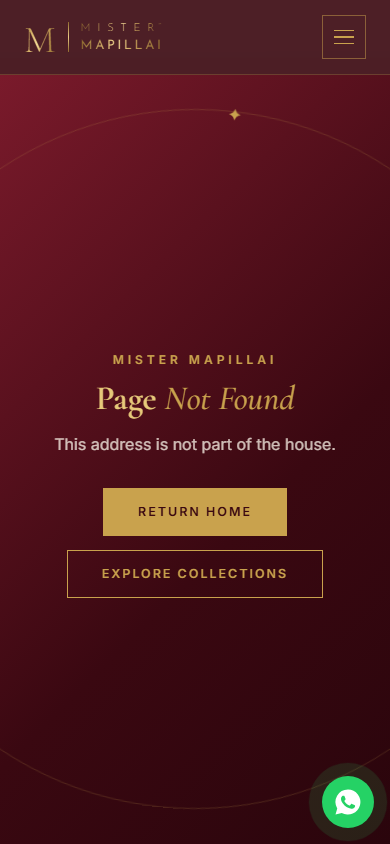 M
MISTER
MAPILLAI
MISTER MAPILLAI
Page Not Found
This address is not part of the house.
RETURN HOME
EXPLORE COLLECTIONS